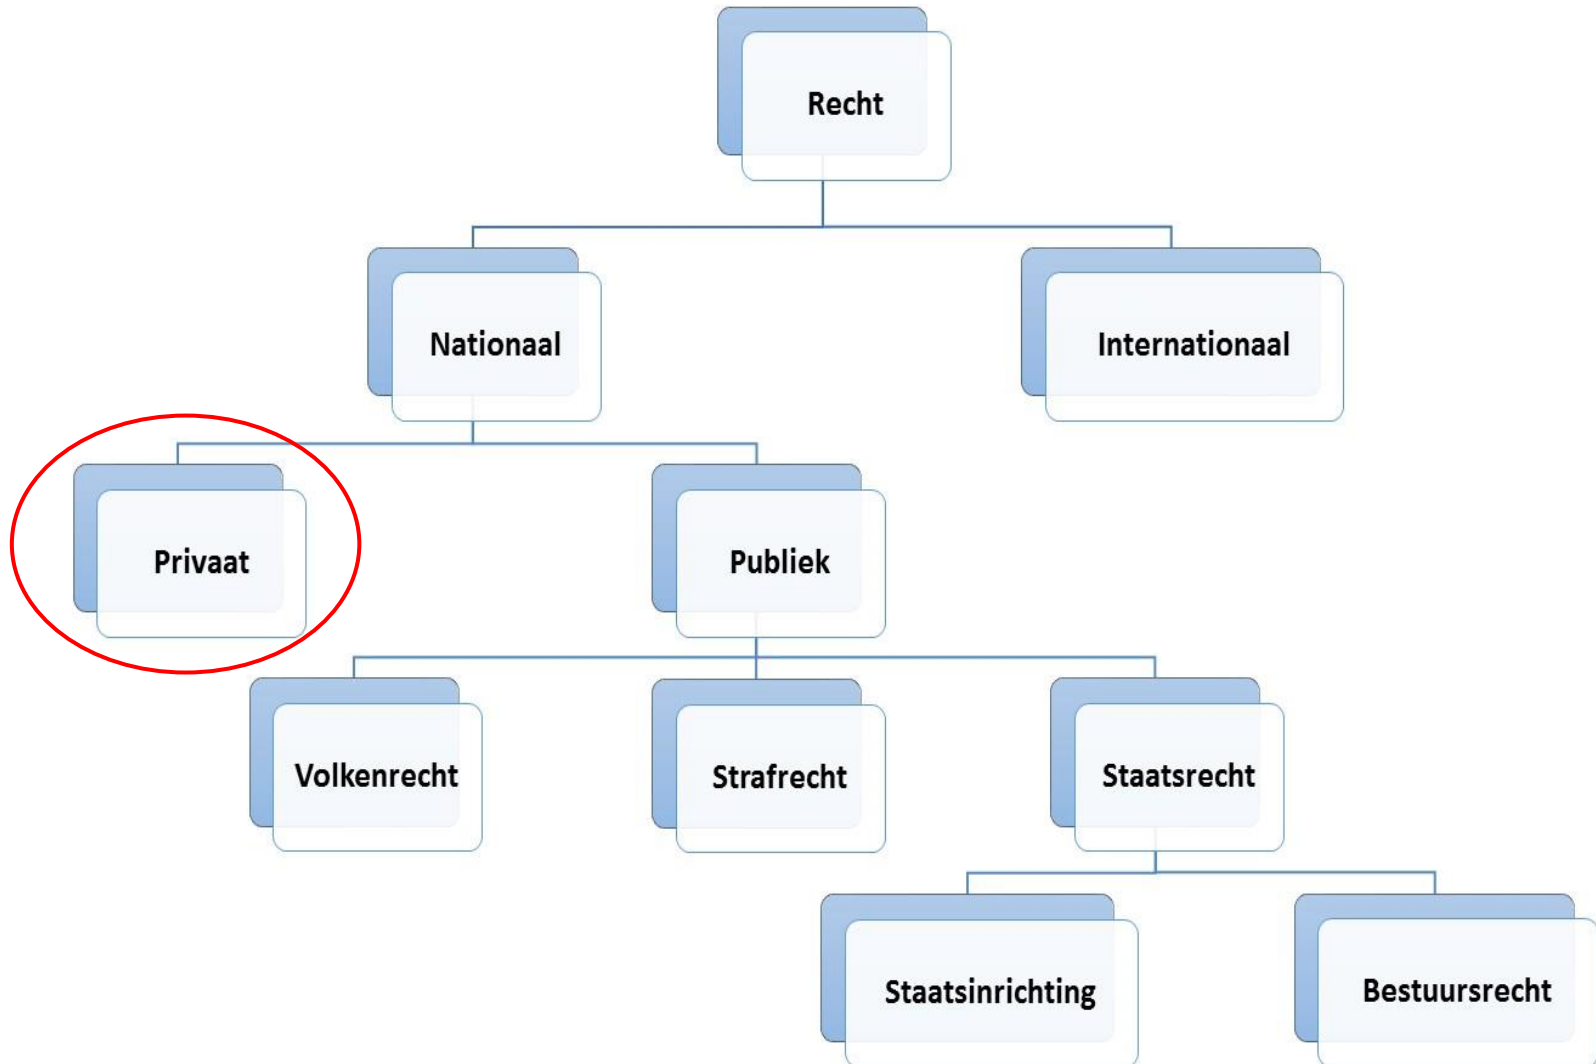 Recht
Nationaal
Internationaal
Privaat
Publiek
Volkenrecht
Strafrecht
Staatsrecht
Staatsinrichting
Bestuursrecht